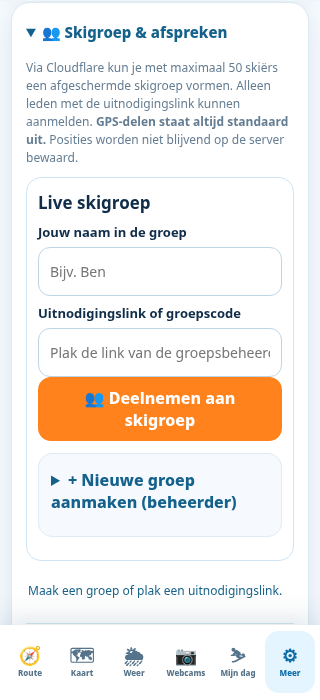 ▼ 👥 Skigroep & afspreken
Via Cloudflare kun je met maximaal 50 skiërs
een afgeschermde skigroep vormen. Alleen
leden met de uitnodigingslink kunnen
aanmelden. GPS-delen staat altijd standaard
uit. Posities worden niet blijvend op de server
bewaard.
Live skigroep
Jouw naam in de groep
Bijv. Ben
Uitnodigingslink of groepscode
Plak de link van de groepsbeheer
👥 Deelnemen aan
skigroep
▶ + Nieuwe groep
aanmaken (beheerder)
Maak een groep of plak een uitnodigingslink.
Route
Kaart
Weer
Webcams
Mijn dag
Meer